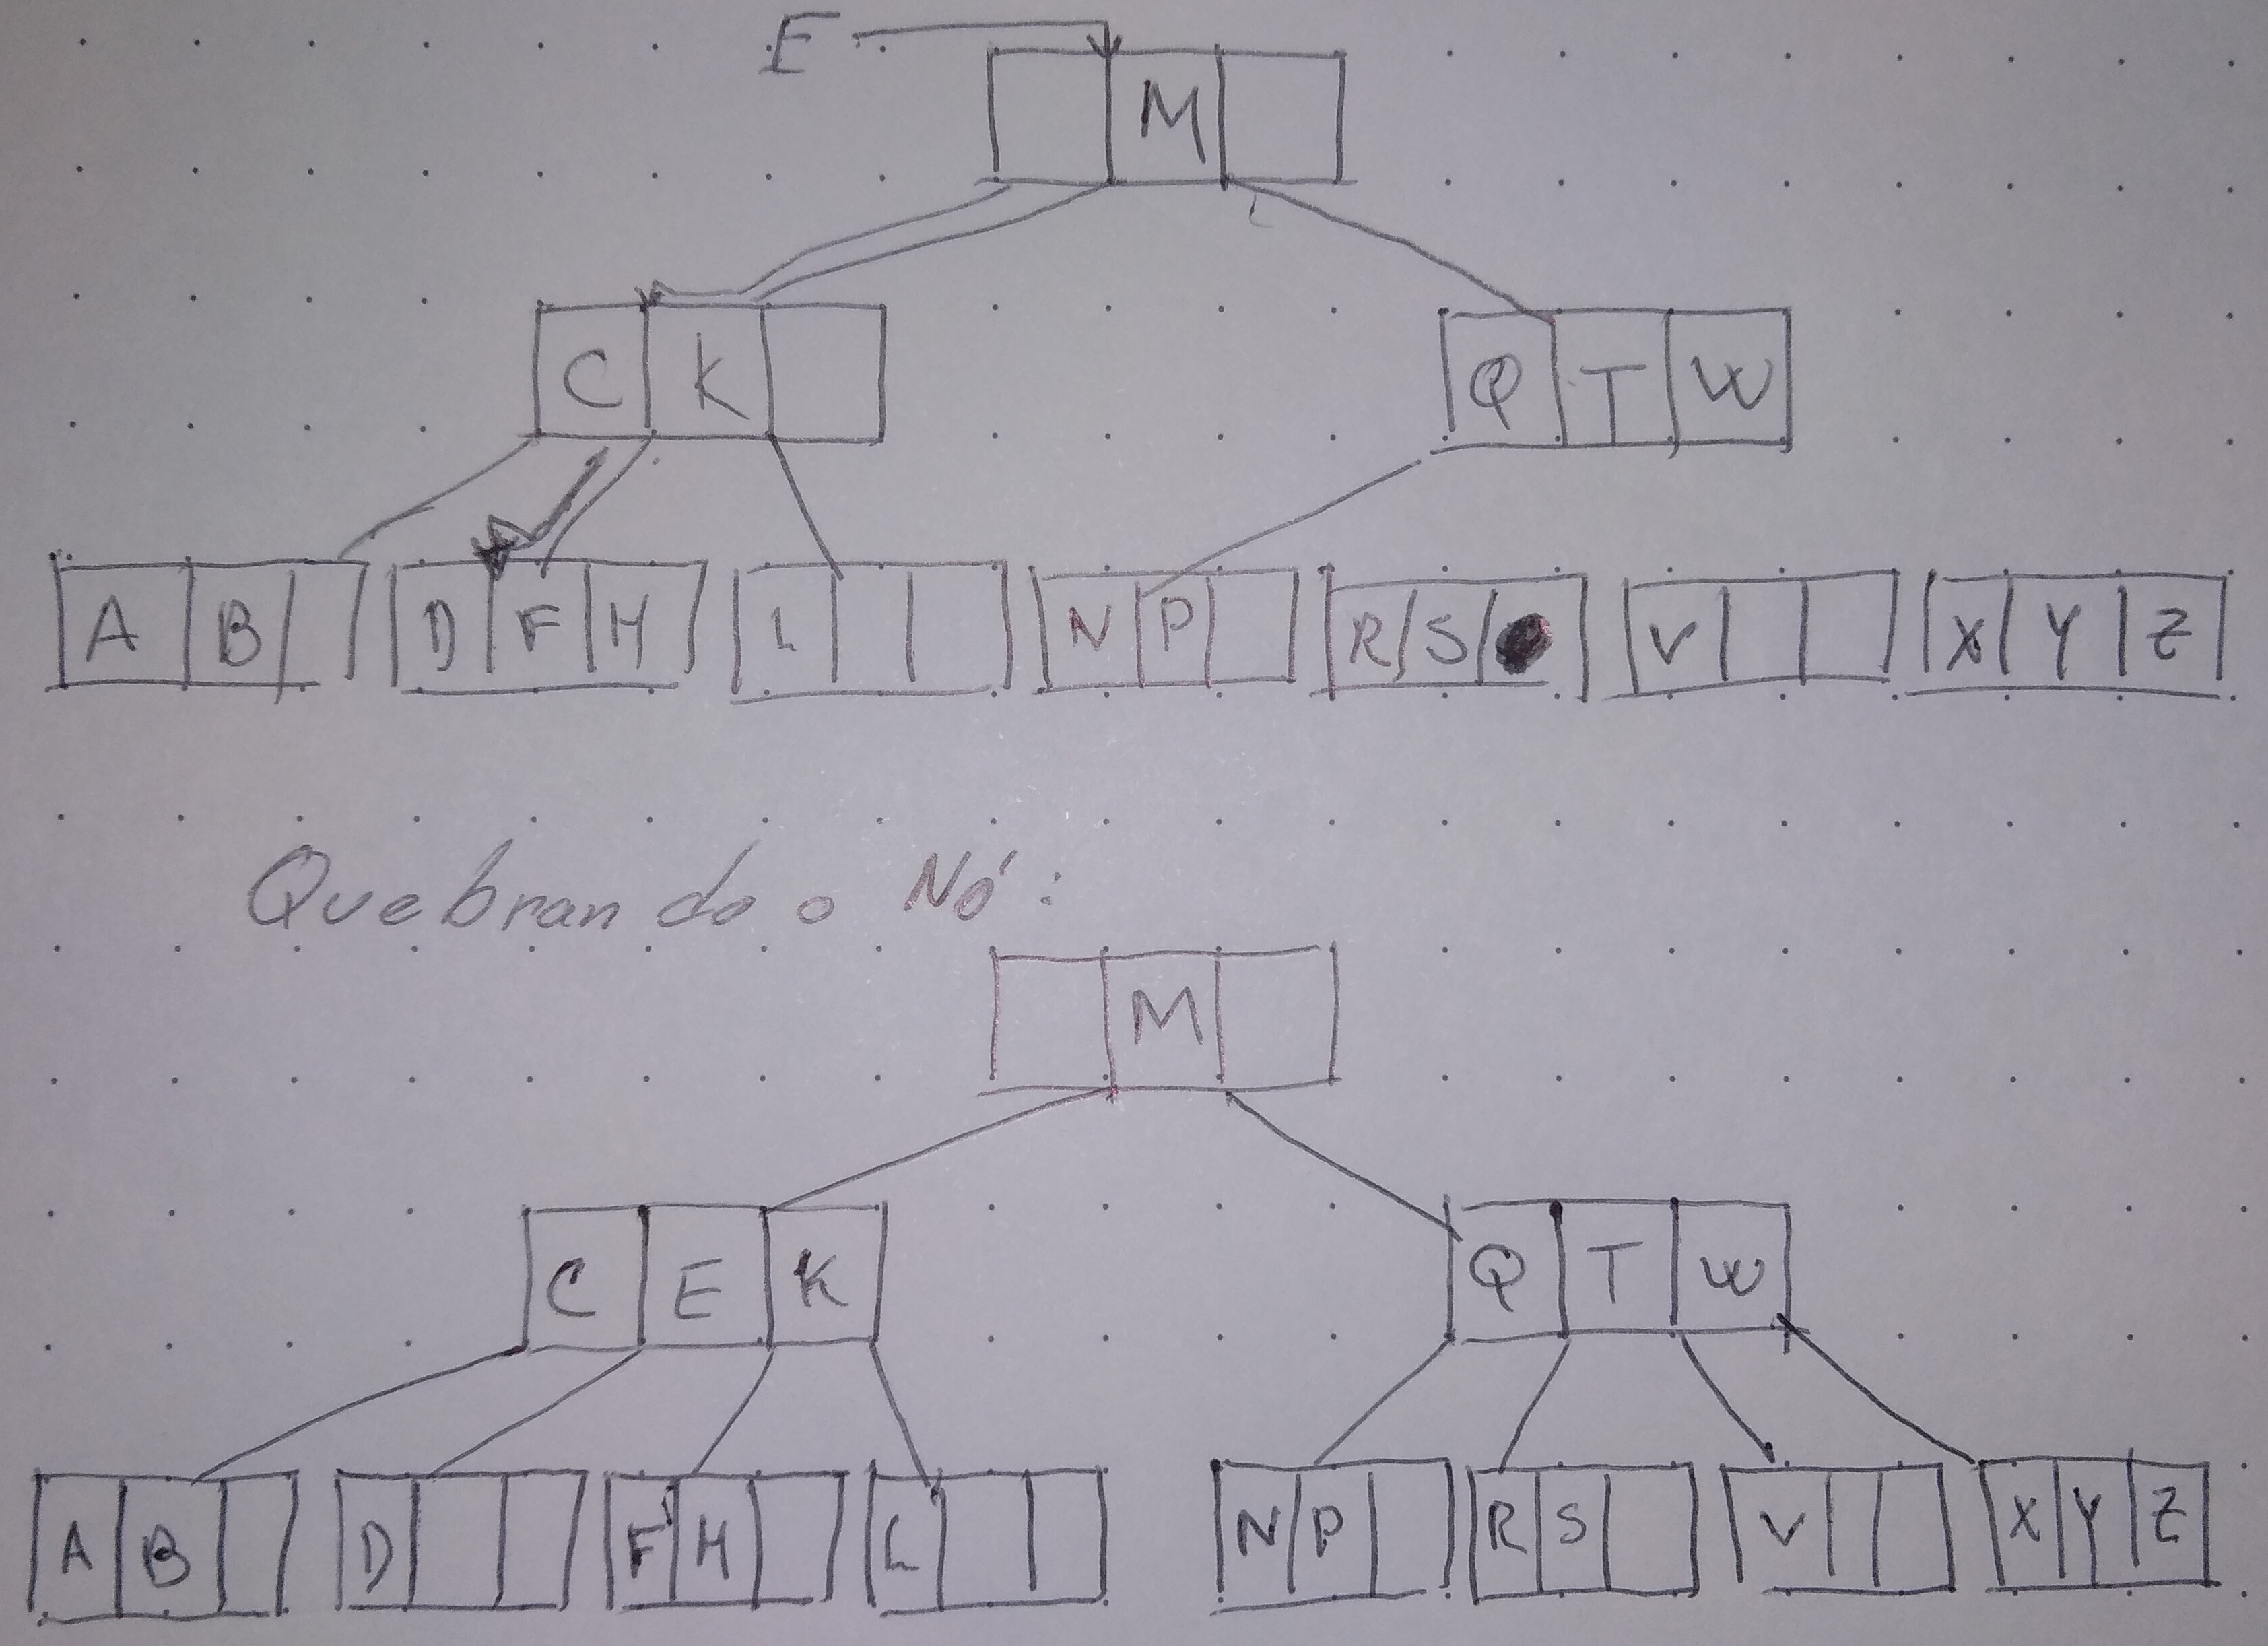 E
M
C K Q T W
A B D F H L N P R S V X Y Z
Quebrando o Nó:
M
C E K Q T W
A B D F H L N P R S V X Y Z